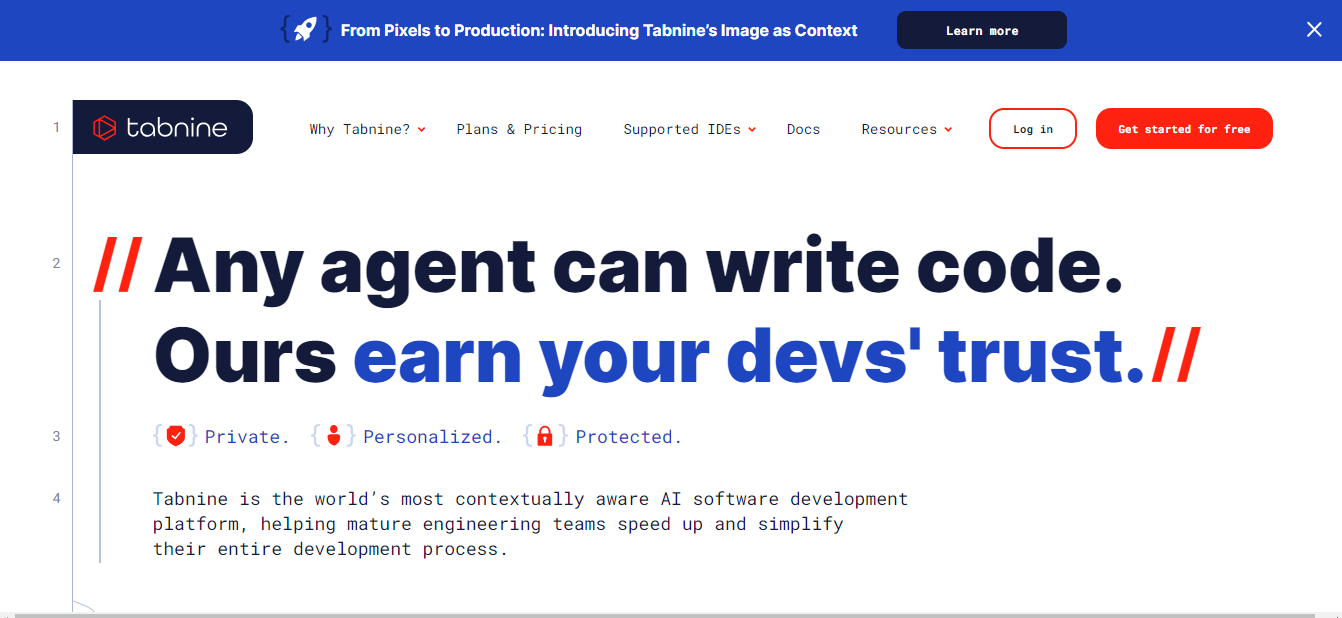 From Pixels to Production: Introducing Tabnine’s Image as Context
Learn more
1
tabnine
Why Tabnine?
Plans & Pricing
Supported IDEs
Docs
Resources
Log in
Get started for free
2
// Any agent can write code.
Ours earn your devs' trust.//
3
{ } Private. { } Personalized. { } Protected.
4
Tabnine is the world’s most contextually aware AI software development
platform, helping mature engineering teams speed up and simplify
their entire development process.